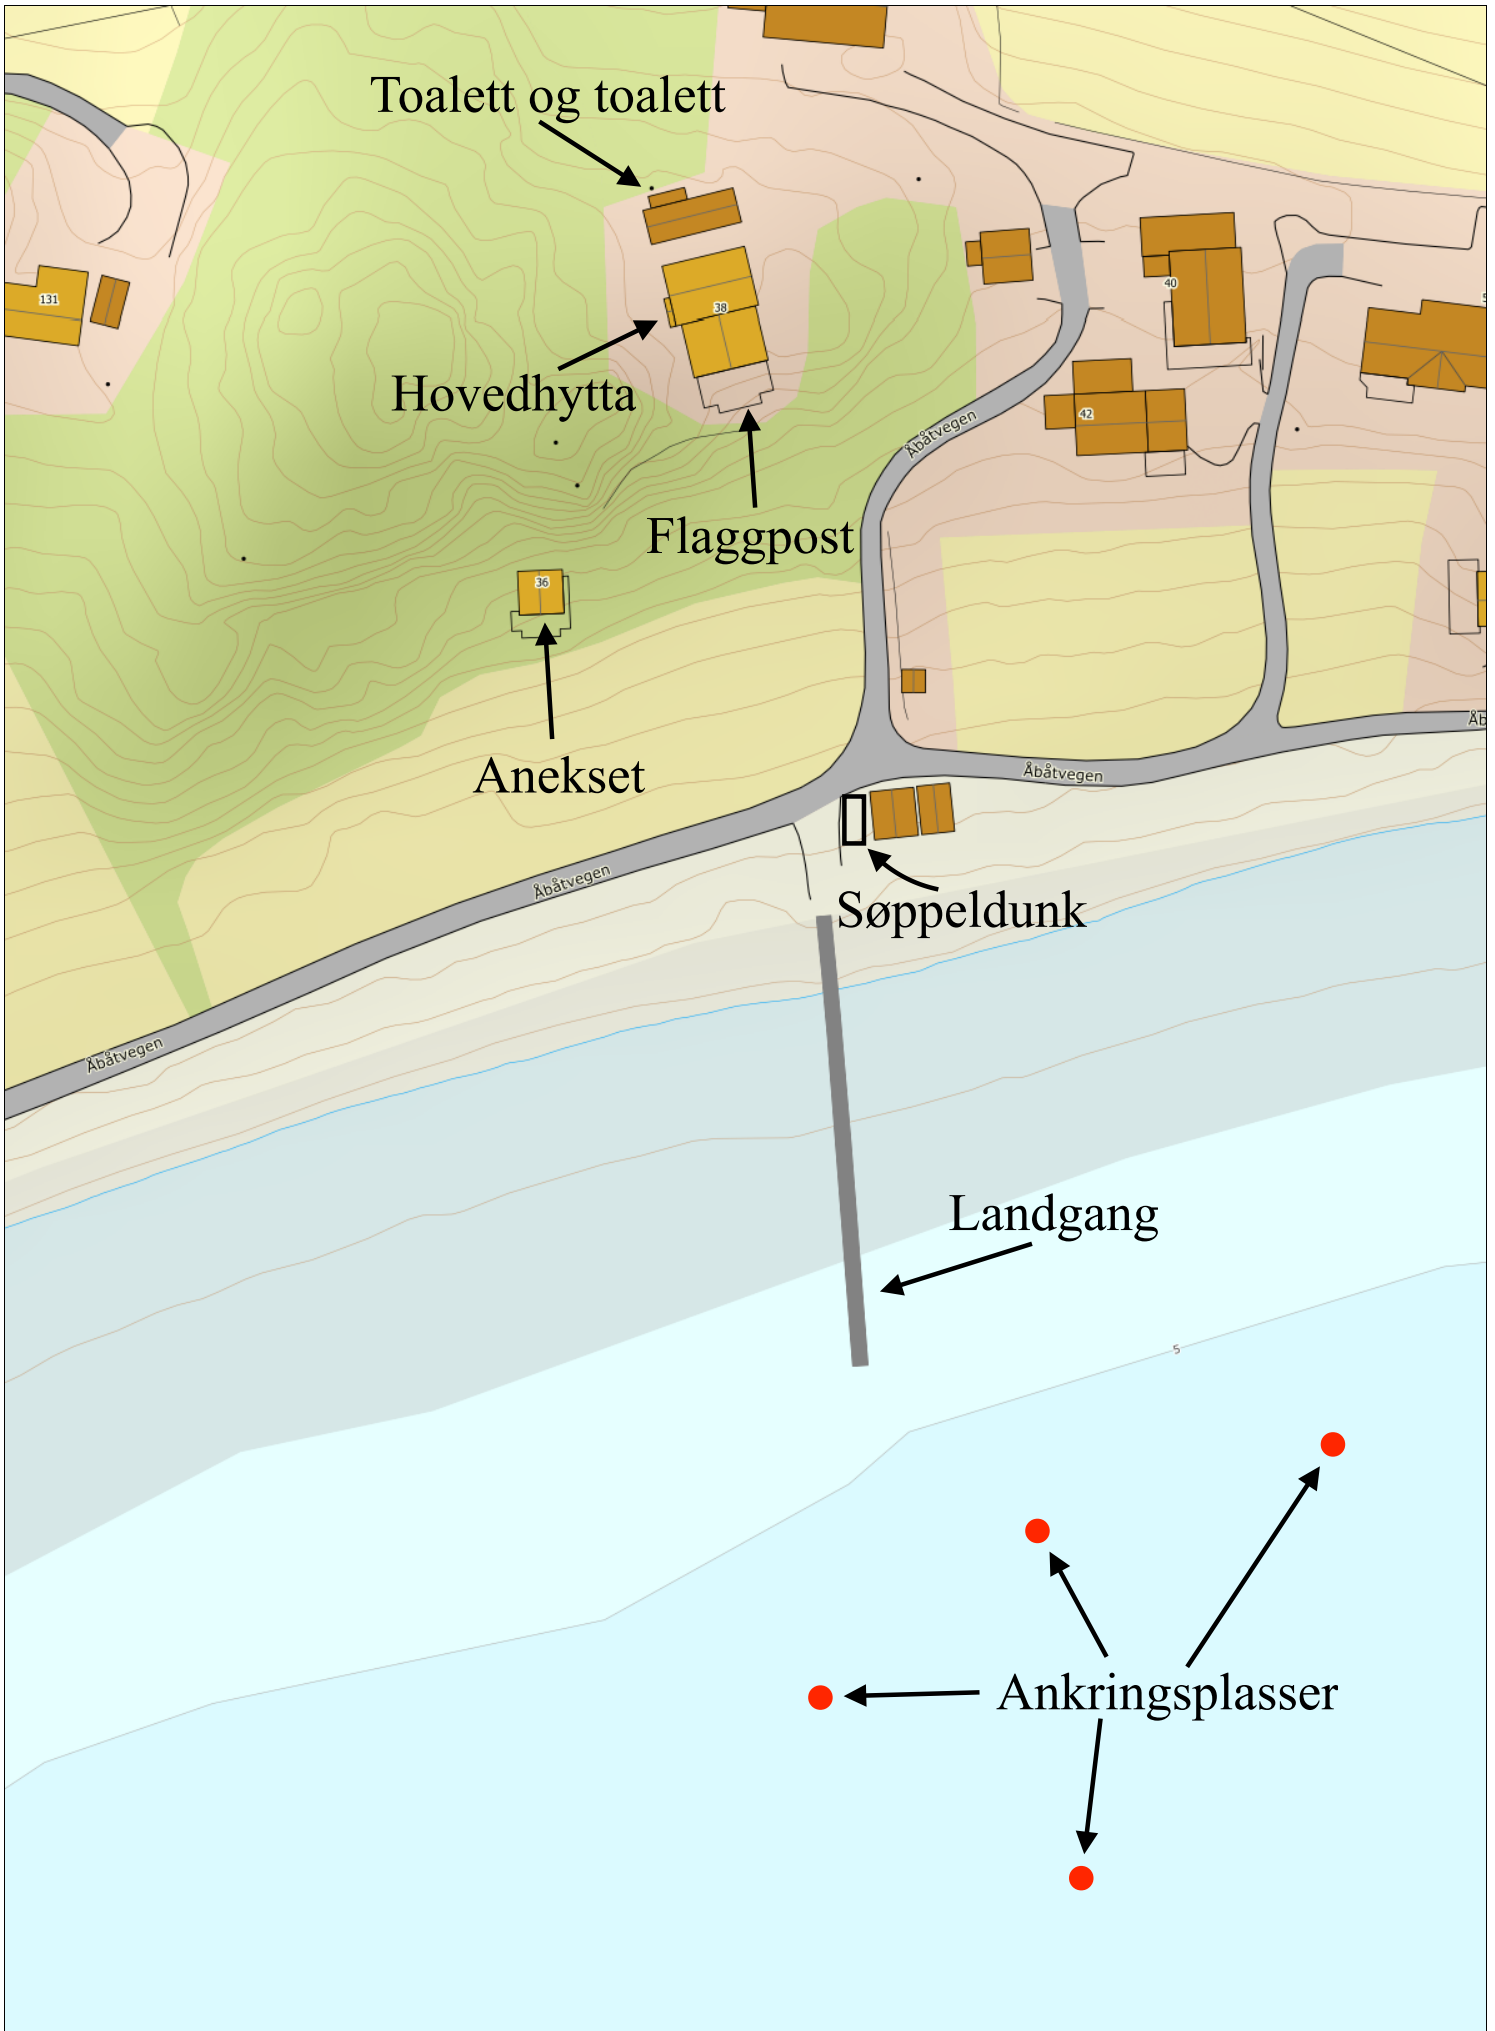 Toalett og toalett
131
38
40
Hovedhytta
42
Åbåtvegen
Flaggpost
36
Åb
Anekset
Åbåtvegen
Åbåtvegen
Søppeldunk
Åbåtvegen
Landgang
5
Ankringsplasser